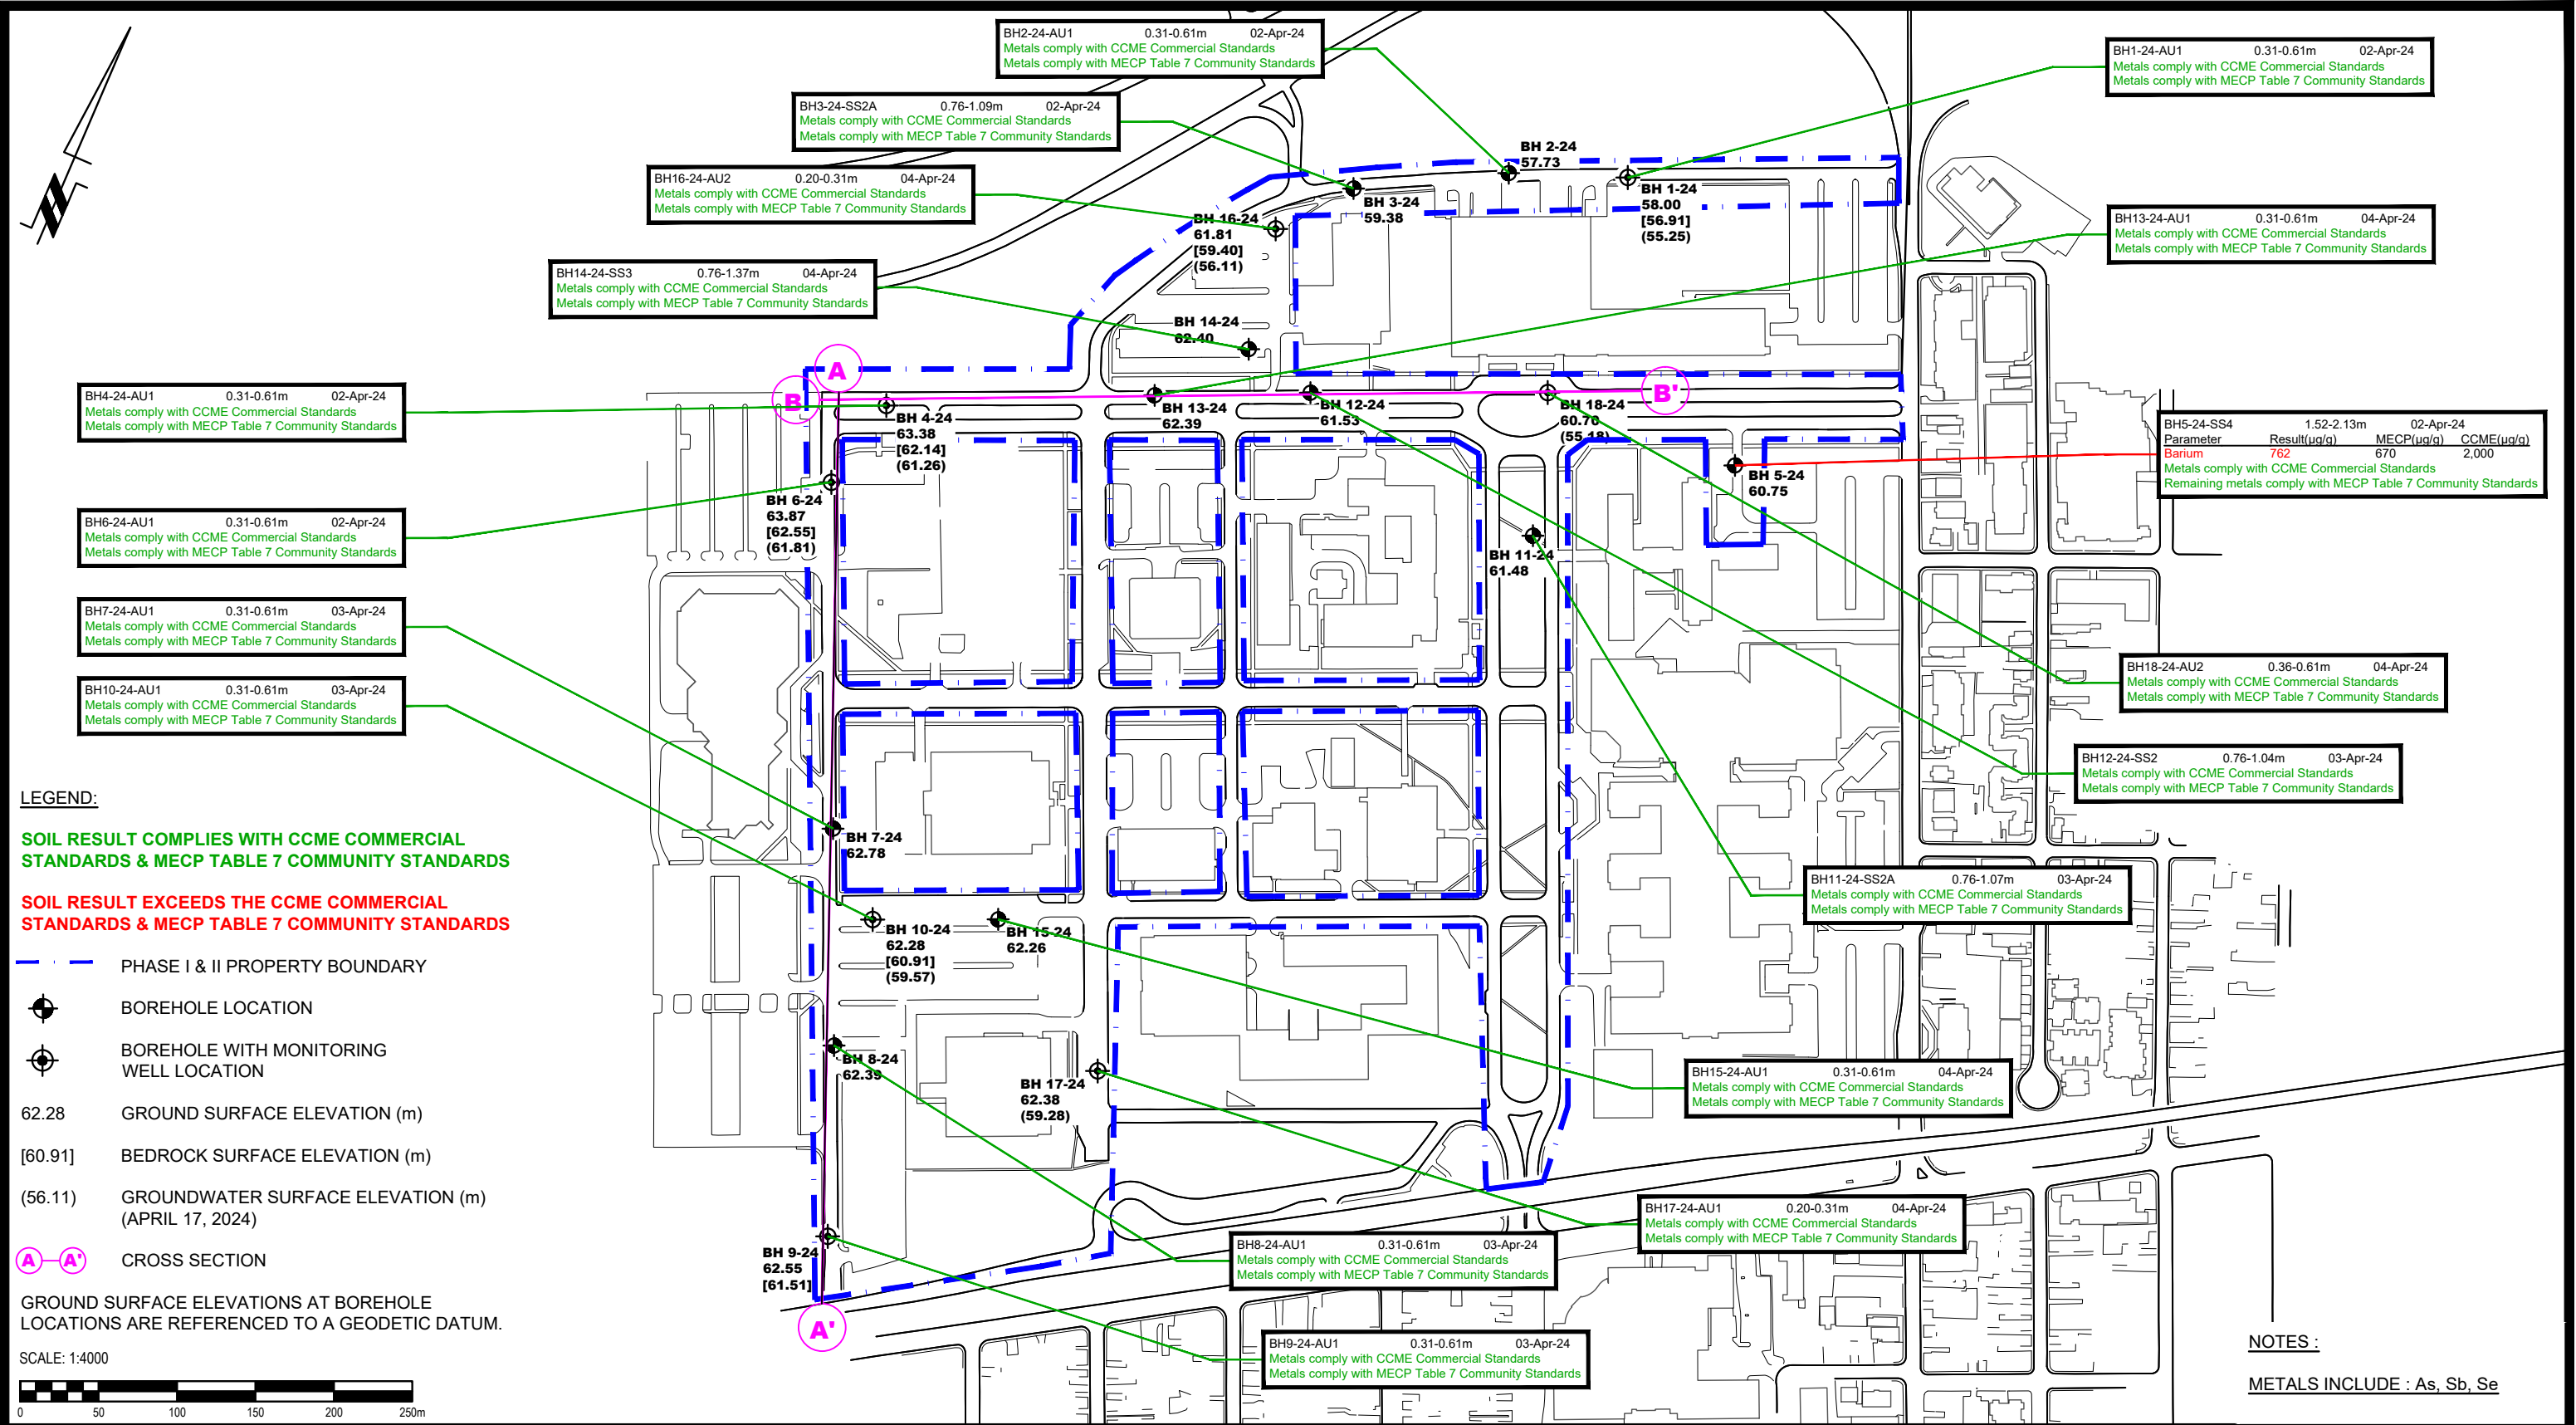 BH2-24-AU1 0.31-0.61m 02-Apr-24
Metals comply with CCME Commercial Standards
Metals comply with MECP Table 7 Community Standards
BH1-24-AU1 0.31-0.61m 02-Apr-24
Metals comply with CCME Commercial Standards
Metals comply with MECP Table 7 Community Standards
BH3-24-SS2A 0.76-1.09m 02-Apr-24
Metals comply with CCME Commercial Standards
Metals comply with MECP Table 7 Community Standards
BH16-24-AU2 0.20-0.31m 04-Apr-24
Metals comply with CCME Commercial Standards
Metals comply with MECP Table 7 Community Standards
BH13-24-AU1 0.31-0.61m 04-Apr-24
Metals comply with CCME Commercial Standards
Metals comply with MECP Table 7 Community Standards
BH14-24-SS3 0.76-1.37m 04-Apr-24
Metals comply with CCME Commercial Standards
Metals comply with MECP Table 7 Community Standards
BH 2-24
57.73
BH 1-24
58.00
[56.91]
(55.25)
BH 3-24
59.38
BH 16-24
61.81
[59.40]
(56.11)
BH 14-24
62.40
A
B
B'
BH4-24-AU1 0.31-0.61m 02-Apr-24
Metals comply with CCME Commercial Standards
Metals comply with MECP Table 7 Community Standards
BH 4-24
63.38
[62.14]
(61.26)
BH 13-24
62.39
BH 12-24
61.53
BH 18-24
60.70
(55.18)
BH5-24-SS4 1.52-2.13m 02-Apr-24
Parameter Result(µg/g) MECP(µg/g) CCME(µg/g)
Barium 762 670 2,000
Metals comply with CCME Commercial Standards
Remaining metals comply with MECP Table 7 Community Standards
BH 5-24
60.75
BH 6-24
63.87
[62.55]
(61.81)
BH6-24-AU1 0.31-0.61m 02-Apr-24
Metals comply with CCME Commercial Standards
Metals comply with MECP Table 7 Community Standards
BH 11-24
61.48
BH7-24-AU1 0.31-0.61m 03-Apr-24
Metals comply with CCME Commercial Standards
Metals comply with MECP Table 7 Community Standards
BH10-24-AU1 0.31-0.61m 03-Apr-24
Metals comply with CCME Commercial Standards
Metals comply with MECP Table 7 Community Standards
BH18-24-AU2 0.36-0.61m 04-Apr-24
Metals comply with CCME Commercial Standards
Metals comply with MECP Table 7 Community Standards
BH12-24-SS2 0.76-1.04m 03-Apr-24
Metals comply with CCME Commercial Standards
Metals comply with MECP Table 7 Community Standards
BH11-24-SS2A 0.76-1.07m 03-Apr-24
Metals comply with CCME Commercial Standards
Metals comply with MECP Table 7 Community Standards
BH 7-24
62.78
BH 10-24
62.28
[60.91]
(59.57)
BH 15-24
62.26
BH 8-24
62.39
BH 17-24
62.38
(59.28)
BH15-24-AU1 0.31-0.61m 04-Apr-24
Metals comply with CCME Commercial Standards
Metals comply with MECP Table 7 Community Standards
BH17-24-AU1 0.20-0.31m 04-Apr-24
Metals comply with CCME Commercial Standards
Metals comply with MECP Table 7 Community Standards
BH8-24-AU1 0.31-0.61m 03-Apr-24
Metals comply with CCME Commercial Standards
Metals comply with MECP Table 7 Community Standards
BH 9-24
62.55
[61.51]
A'
BH9-24-AU1 0.31-0.61m 03-Apr-24
Metals comply with CCME Commercial Standards
Metals comply with MECP Table 7 Community Standards
LEGEND:
SOIL RESULT COMPLIES WITH CCME COMMERCIAL
STANDARDS & MECP TABLE 7 COMMUNITY STANDARDS
SOIL RESULT EXCEEDS THE CCME COMMERCIAL
STANDARDS & MECP TABLE 7 COMMUNITY STANDARDS
PHASE I & II PROPERTY BOUNDARY
BOREHOLE LOCATION
BOREHOLE WITH MONITORING
WELL LOCATION
62.28 GROUND SURFACE ELEVATION (m)
[60.91] BEDROCK SURFACE ELEVATION (m)
(56.11) GROUNDWATER SURFACE ELEVATION (m)
(APRIL 17, 2024)
A A' CROSS SECTION
GROUND SURFACE ELEVATIONS AT BOREHOLE
LOCATIONS ARE REFERENCED TO A GEODETIC DATUM.
SCALE: 1:4000
0 50 100 150 200 250m
NOTES :
METALS INCLUDE : As, Sb, Se